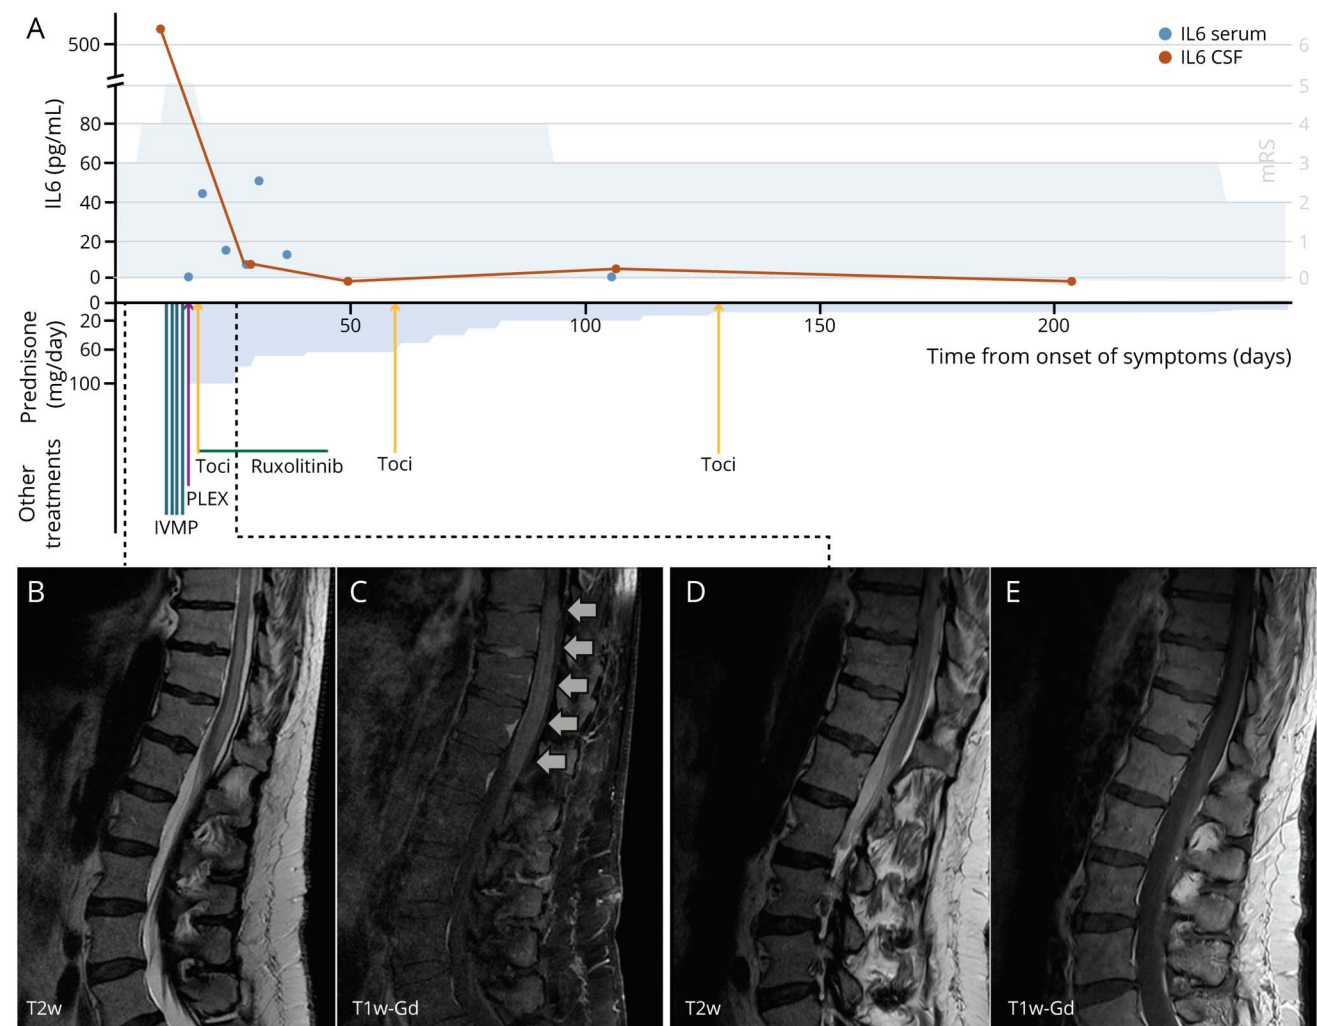 A
IL6 serum
IL6 CSF
500
80
60
40
20
0
IL6 (pg/mL)
6
5
4
3
2
1
0
mRS
0
20
60
100
Prednisone
(mg/day)
50
100
150
200
Time from onset of symptoms (days)
Other
treatments
Toci
Ruxolitinib
Toci
Toci
PLEX
IVMP
B
C
D
E
T2w
T1w-Gd
T2w
T1w-Gd